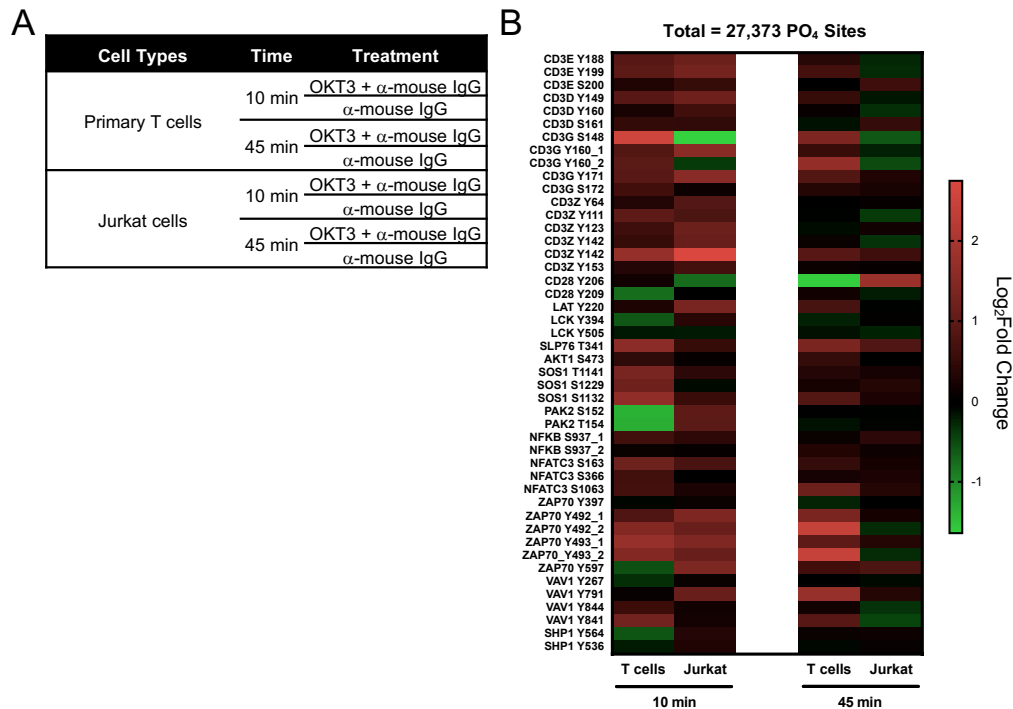 A
Cell Types Time Treatment
Primary T cells
10 min
OKT3 + α-mouse IgG
α-mouse IgG
45 min
OKT3 + α-mouse IgG
α-mouse IgG
Jurkat cells
10 min
OKT3 + α-mouse IgG
α-mouse IgG
45 min
OKT3 + α-mouse IgG
α-mouse IgG
B
Total = 27,373 PO₄ Sites
CD3E Y188
CD3E Y199
CD3E S200
CD3D Y149
CD3D Y160
CD3D S161
CD3G S148
CD3G Y160_1
CD3G Y160_2
CD3G Y171
CD3G S172
CD3Z Y64
CD3Z Y111
CD3Z Y123
CD3Z Y142
CD3Z Y142
CD3Z Y153
CD28 Y206
CD28 Y209
LAT Y220
LCK Y394
LCK Y505
SLP76 T341
AKT1 S473
SOS1 T1141
SOS1 S1229
SOS1 S1132
PAK2 S152
PAK2 T154
NFKB S937_1
NFKB S937_2
NFATC3 S163
NFATC3 S366
NFATC3 S1063
ZAP70 Y397
ZAP70 Y492_1
ZAP70 Y492_2
ZAP70 Y493_1
ZAP70_Y493_2
ZAP70 Y597
VAV1 Y267
VAV1 Y791
VAV1 Y844
VAV1 Y841
SHP1 Y564
SHP1 Y536
T cells Jurkat T cells Jurkat
10 min 45 min
2
1
0
-1
Log₂Fold Change